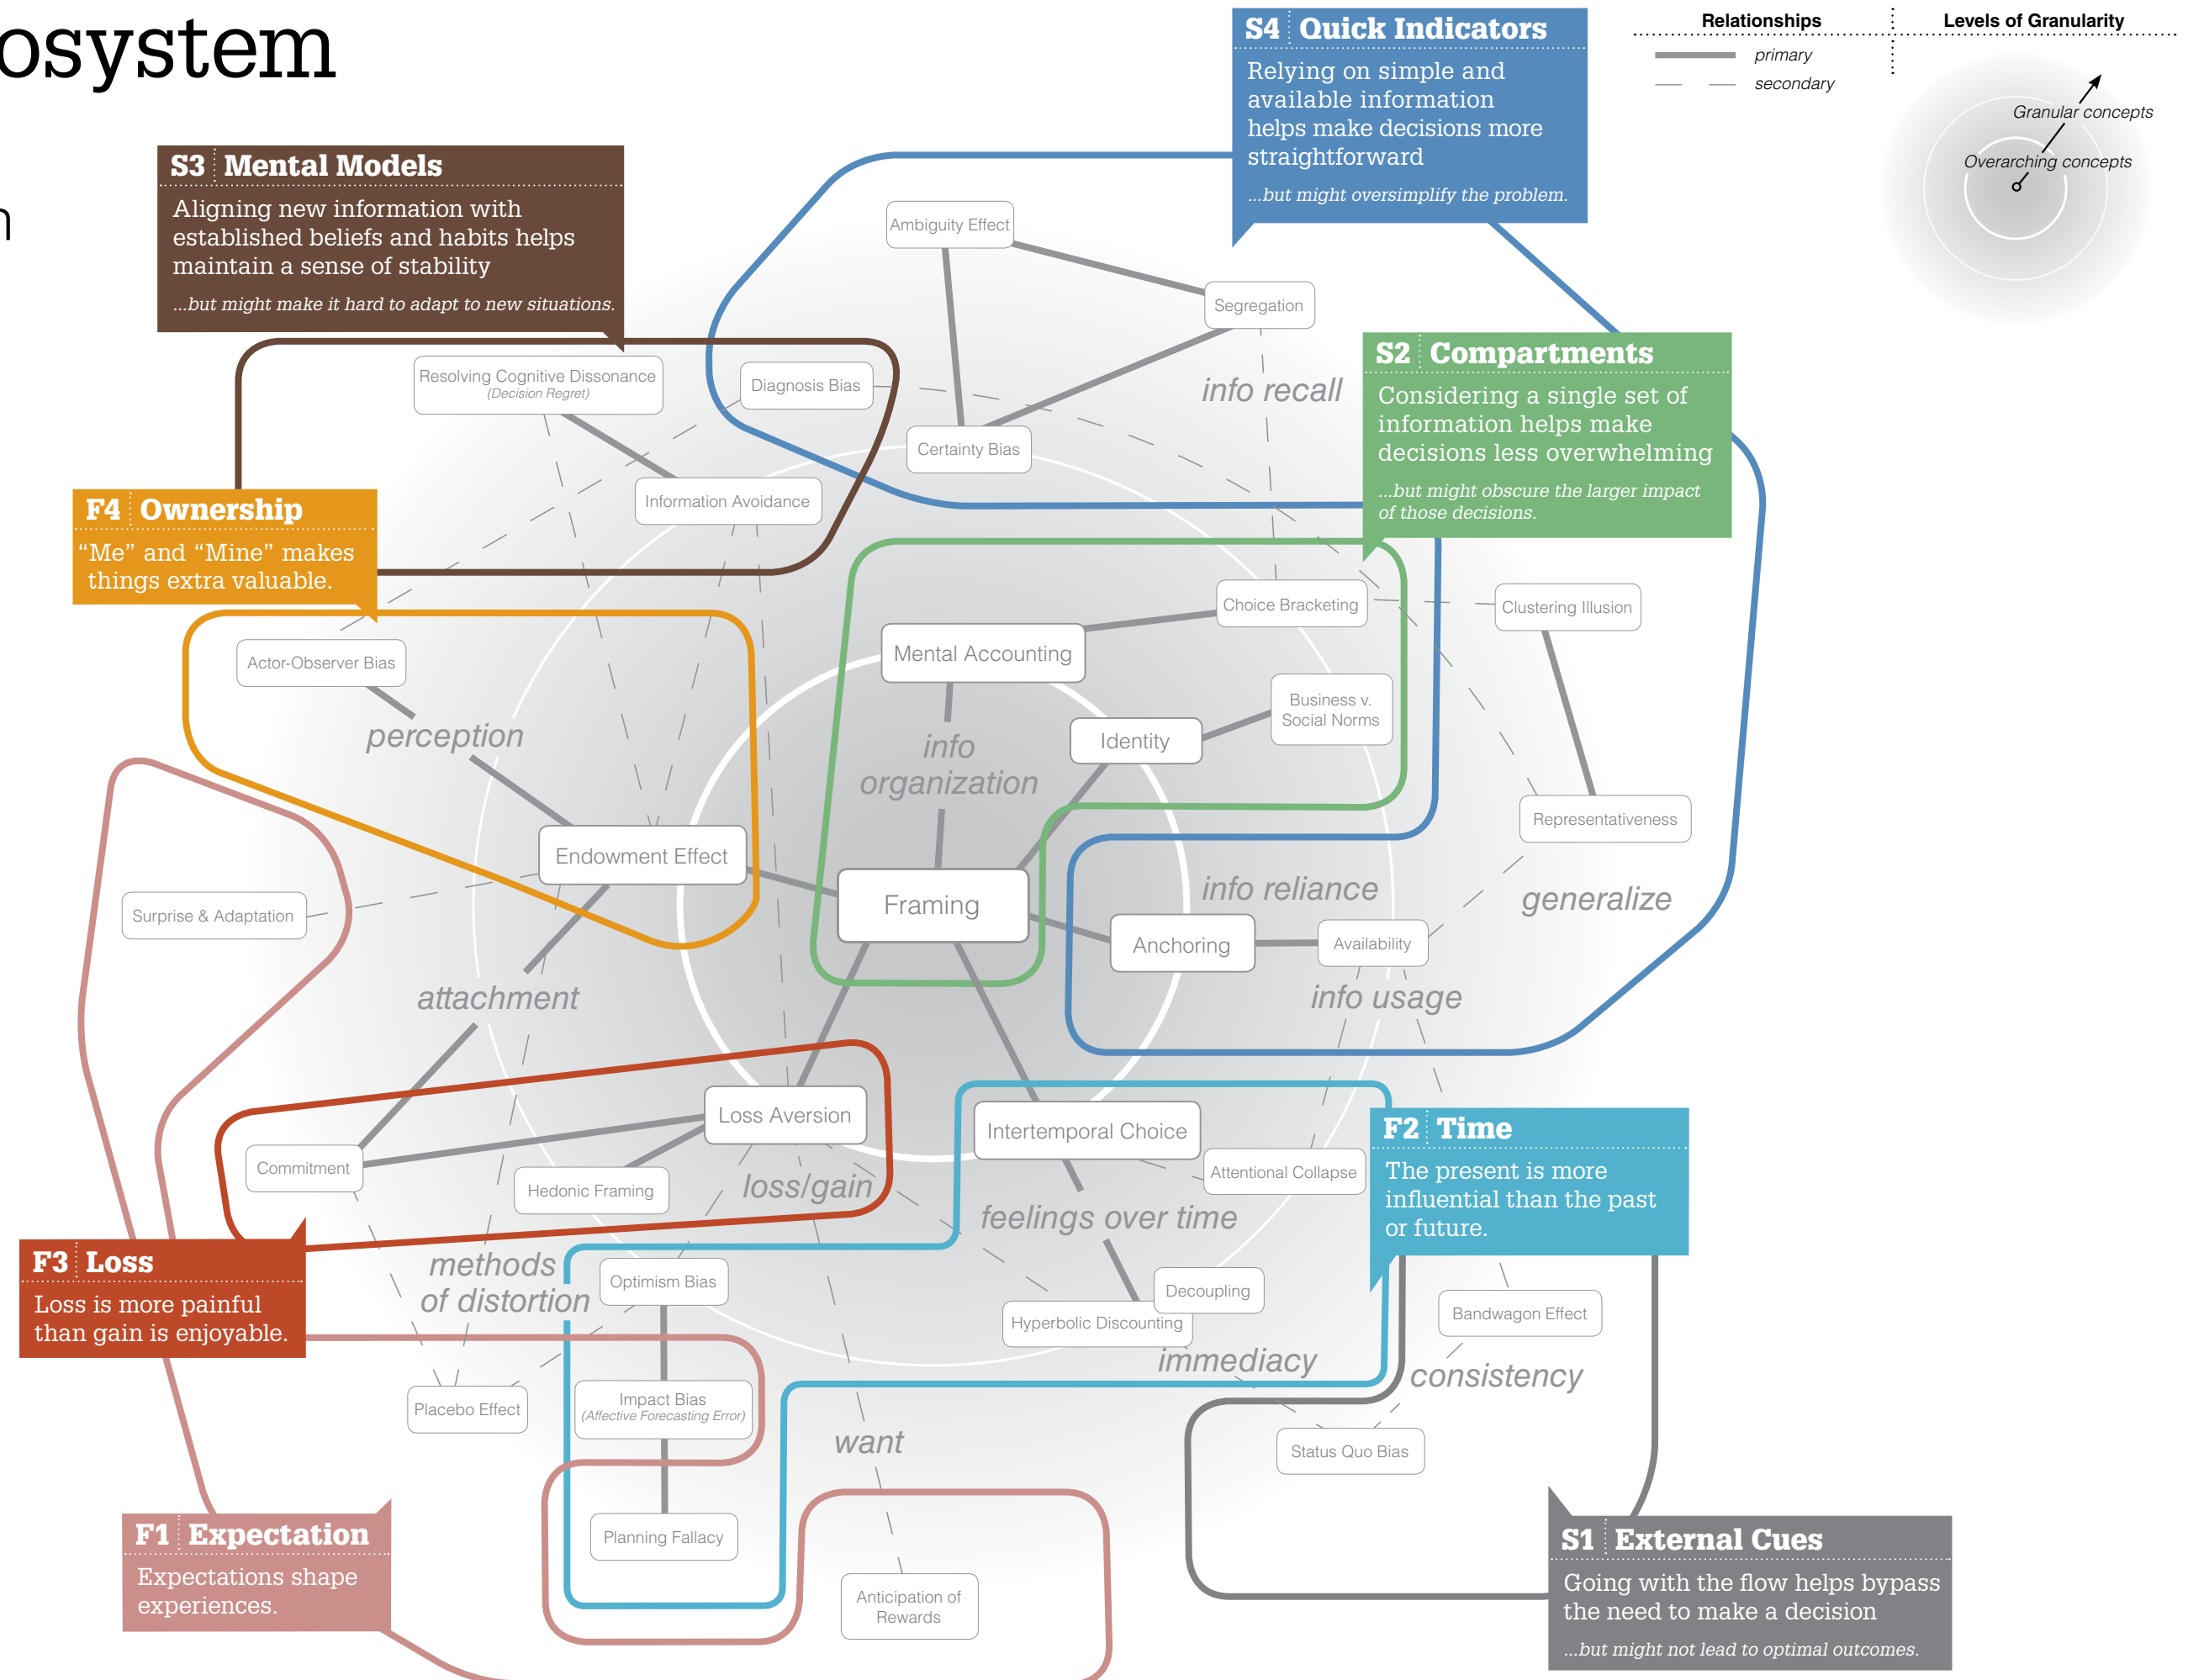 osystem
n
S4 Quick Indicators
Relying on simple and
available information
helps make decisions more
straightforward
...but might oversimplify the problem.
Relationships
primary
secondary
Levels of Granularity
Granular concepts
Overarching concepts
S3 Mental Models
Aligning new information with
established beliefs and habits helps
maintain a sense of stability
...but might make it hard to adapt to new situations.
Ambiguity Effect
Segregation
S2 Compartments
Considering a single set of
information helps make
decisions less overwhelming
...but might obscure the larger impact
of those decisions.
Resolving Cognitive Dissonance
(Decision Regret)
Diagnosis Bias
info recall
Certainty Bias
Information Avoidance
F4 Ownership
“Me” and “Mine” makes
things extra valuable.
Choice Bracketing
Clustering Illusion
Actor-Observer Bias
Mental Accounting
Business v.
Social Norms
perception
info
organization
Identity
Representativeness
Endowment Effect
info reliance
generalize
Surprise & Adaptation
Framing
Anchoring
Availability
attachment
info usage
Loss Aversion
Intertemporal Choice
F2 Time
The present is more
influential than the past
or future.
Commitment
Hedonic Framing
loss/gain
Attentional Collapse
feelings over time
F3 Loss
Loss is more painful
than gain is enjoyable.
methods
of distortion
Optimism Bias
Decoupling
Hyperbolic Discounting
Bandwagon Effect
immediacy
consistency
Placebo Effect
Impact Bias
(Affective Forecasting Error)
want
Status Quo Bias
F1 Expectation
Expectations shape
experiences.
Planning Fallacy
Anticipation of
Rewards
S1 External Cues
Going with the flow helps bypass
the need to make a decision
...but might not lead to optimal outcomes.